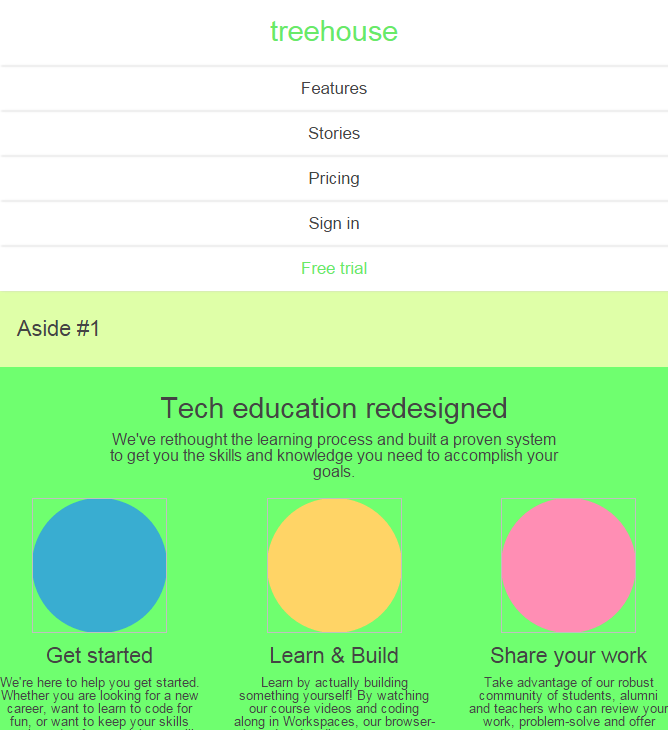 treehouse
Features
Stories
Pricing
Sign in
Free trial
Aside #1
Tech education redesigned
We've rethought the learning process and built a proven system
to get you the skills and knowledge you need to accomplish your
goals.
Get started
We're here to help you get started.
Whether you are looking for a new
career, want to learn to code for
fun, or want to keep your skills
Learn & Build
Learn by actually building
something yourself! By watching
our course videos and coding
along in Workspaces, our browser-
Share your work
Take advantage of our robust
community of students, alumni
and teachers who can review your
work, problem-solve and offer